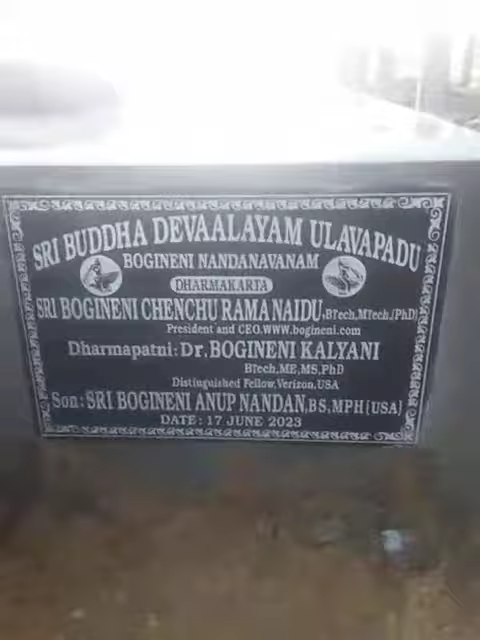 SRI BUDDHA DEVAALAYAM ULAVAPADU
BOGINENI NANDANAVANAM
DHARMAKARTA
SRI BOGINENI CHENCHU RAMA NAIDU,BTech,MTech,(PhD)
President and CEO.WWW.bogineni.com
Dharmapatni: Dr. BOGINENI KALYANI
BTech,ME,MS,PhD
Distinguished Fellow,Verizon,USA
Son: SRI BOGINENI ANUP NANDAN,BS,MPH(USA)
DATE: 17 JUNE 2023